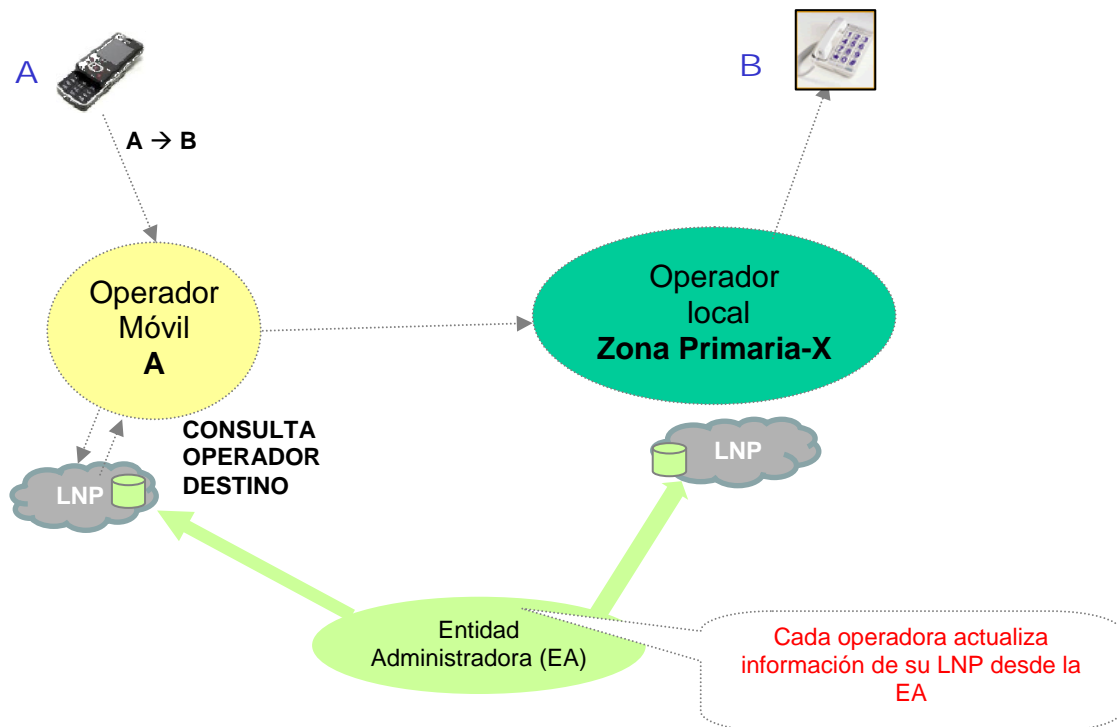 A
B
A → B
Operador
Móvil
A
Operador
local
Zona Primaria-X
CONSULTA
OPERADOR
DESTINO
LNP
LNP
Entidad
Administradora (EA)
Cada operadora actualiza
información de su LNP desde la
EA